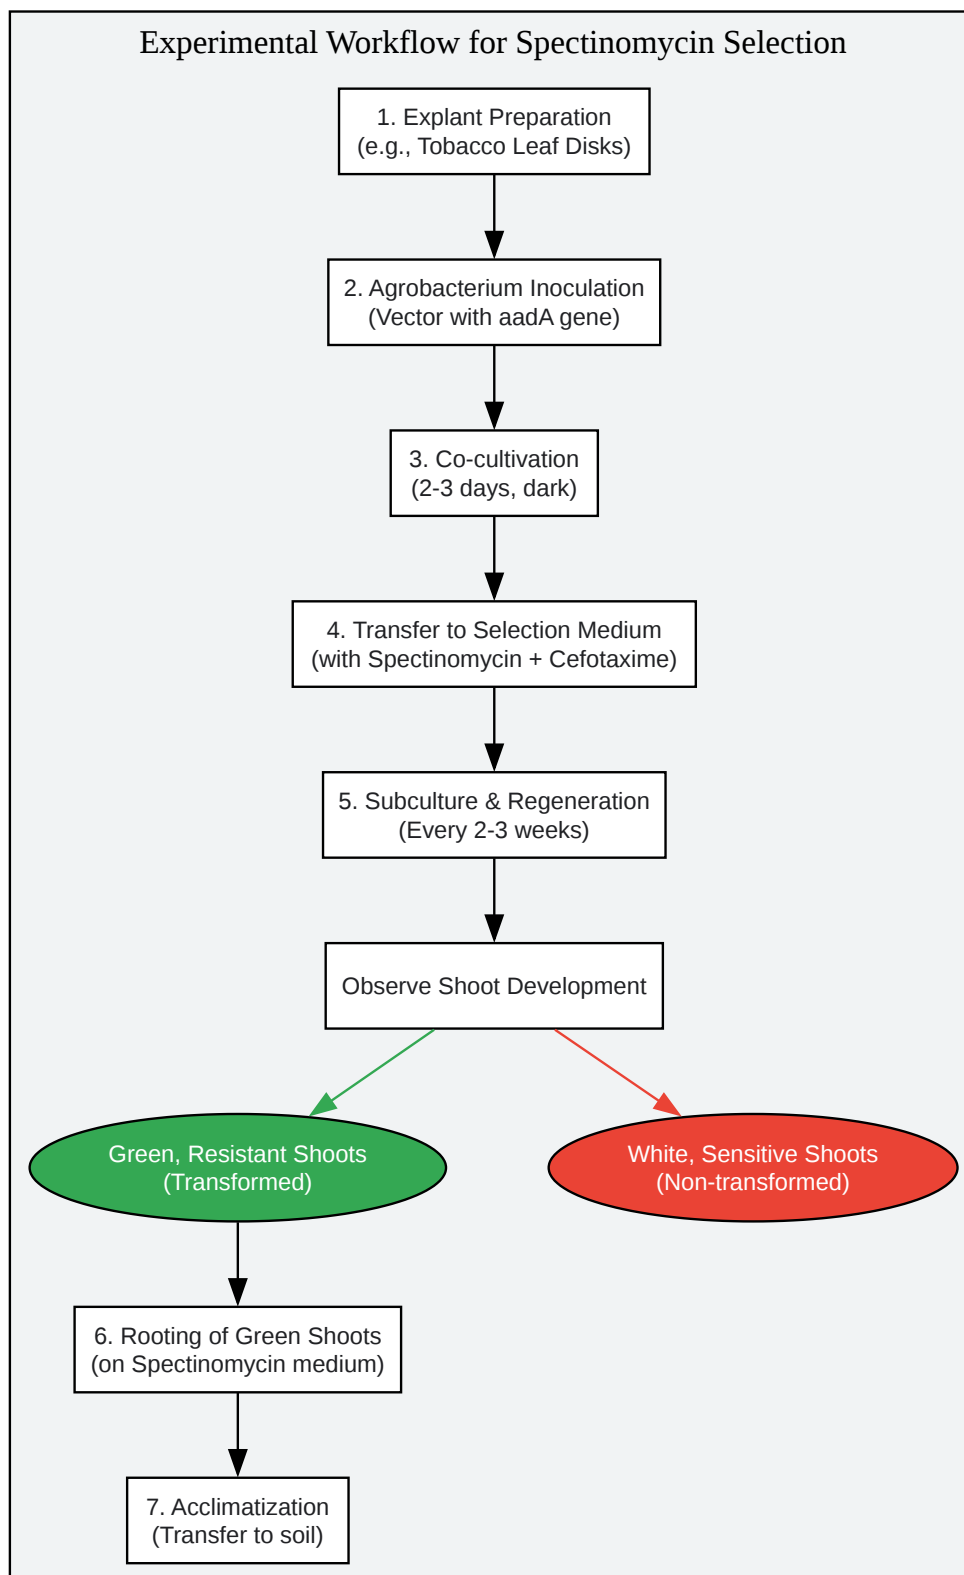 Experimental Workflow for Spectinomycin Selection
1. Explant Preparation
(e.g., Tobacco Leaf Disks)
2. Agrobacterium Inoculation
(Vector with aadA gene)
3. Co-cultivation
(2-3 days, dark)
4. Transfer to Selection Medium
(with Spectinomycin + Cefotaxime)
5. Subculture & Regeneration
(Every 2-3 weeks)
Observe Shoot Development
Green, Resistant Shoots
(Transformed)
White, Sensitive Shoots
(Non-transformed)
6. Rooting of Green Shoots
(on Spectinomycin medium)
7. Acclimatization
(Transfer to soil)